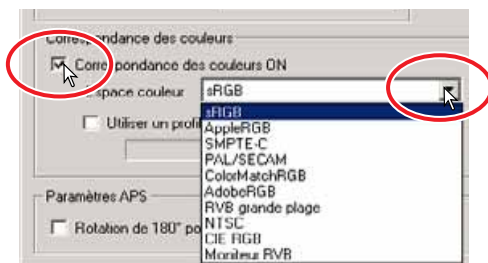 Correspondance des couleurs
Correspondance des couleurs ON
Espace couleur sRGB
sRGB
Utiliser un profil
AppleRGB
SMPTE-C
PAL/SECAM
ColorMatchRGB
AdobeRGB
RVB grande plage
NTSC
CIE RGB
Moniteur RVB
Paramètres APS
Rotation de 180° po